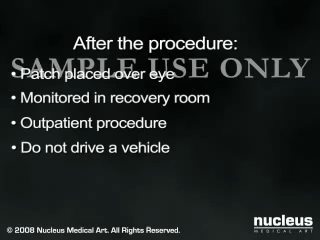 After the procedure:
SAMPLE USE ONLY
• Patch placed over eye
• Monitored in recovery room
• Outpatient procedure
• Do not drive a vehicle
© 2008 Nucleus Medical Art. All Rights Reserved.
nucleus
MEDICAL ART